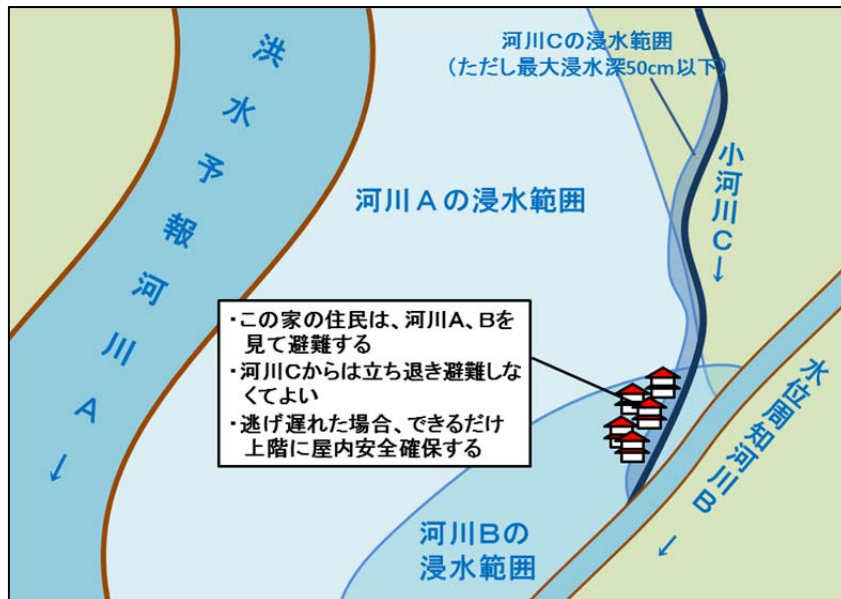 洪水予報河川A
↓
河川Cの浸水範囲
(ただし最大浸水深50cm以下)
小河川C
↓
河川Aの浸水範囲
・この家の住民は、河川A、Bを
見て避難する
・河川Cからは立ち退き避難しな
くてよい
・逃げ遅れた場合、できるだけ
上階に屋内安全確保する
水位周知河川B
↓
河川Bの
浸水範囲